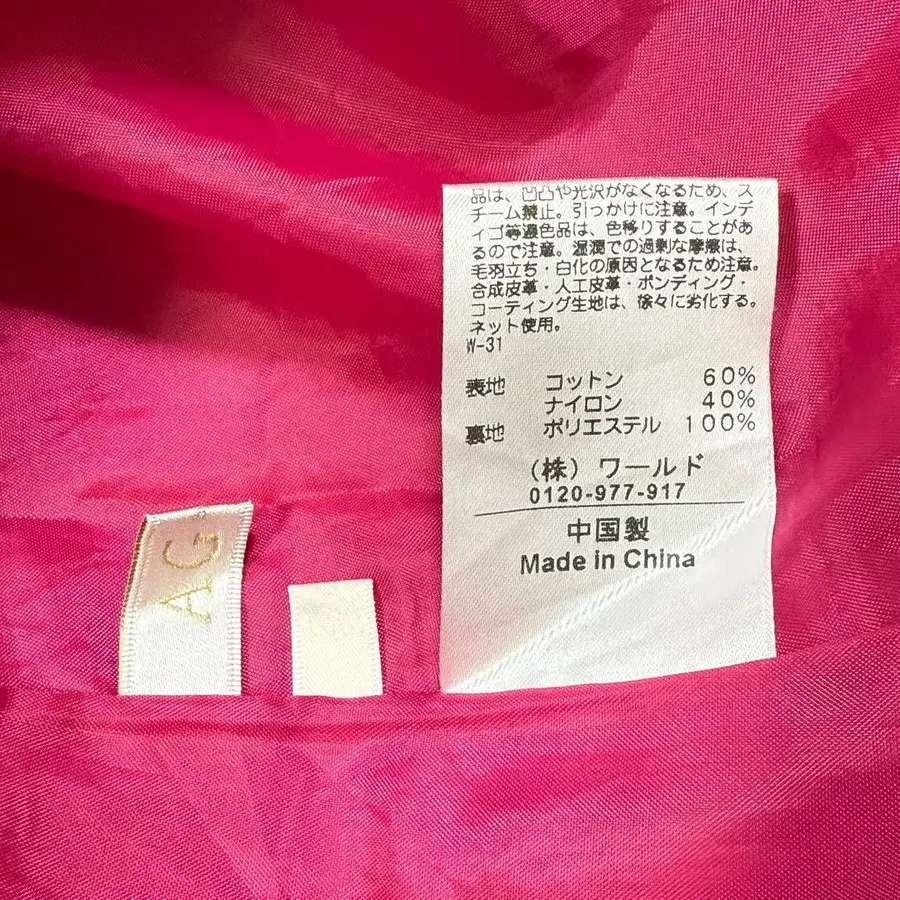 品は、凹凸や光沢がなくなるため、ス
チーム禁止。引っかけに注意。インデ
ィゴ等濃色品は、色移りすることがあ
るので注意。湿潤での過剰な摩擦は、
毛羽立ち・白化の原因となるため注意。
合成皮革・人工皮革・ボンディング・
コーティング生地は、徐々に劣化する。
ネット使用。
W-31
表地 コットン 60%
ナイロン 40%
裏地 ポリエステル 100%
(株) ワールド
0120-977-917
中国製
Made in China
AG